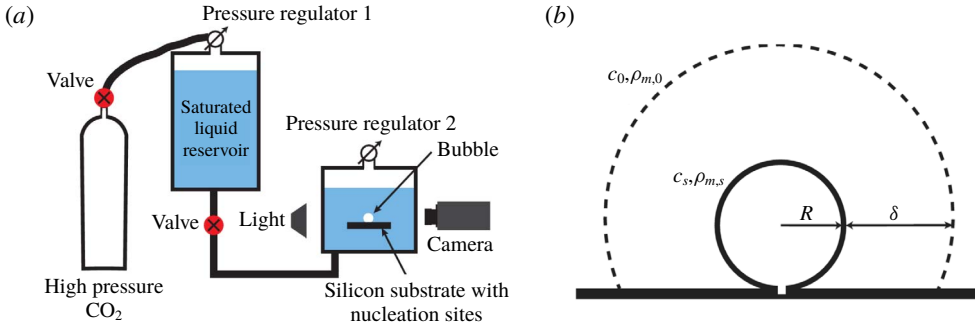 (a)
Pressure regulator 1
Valve
Saturated
liquid
reservoir
Pressure regulator 2
Bubble
Valve
Light
Camera
High pressure
CO₂
Silicon substrate with
nucleation sites
(b)
c₀,ρₘ,₀
cₛ,ρₘ,ₛ
R
δ